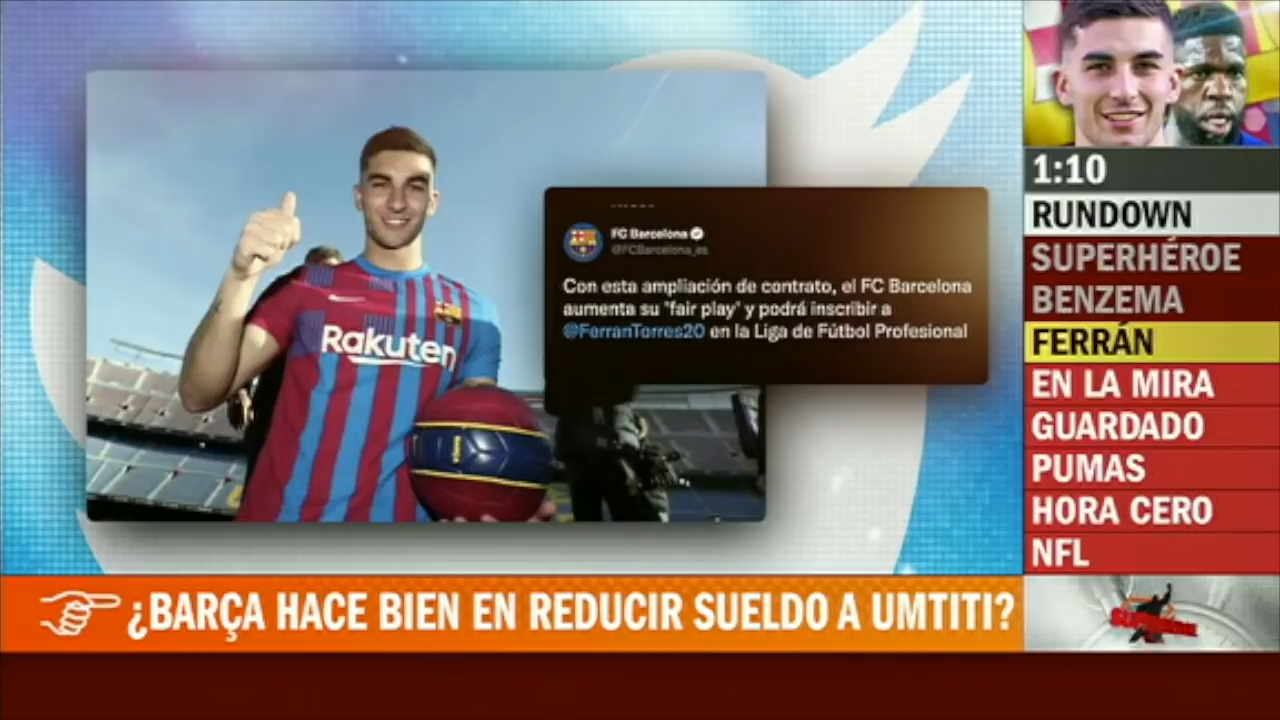 Rakuten
FC Barcelona
@FCBarcelona_es
Con esta ampliación de contrato, el FC Barcelona
aumenta su "fair play" y podrá inscribir a
@FerranTorres20 en la Liga de Fútbol Profesional
1:10
RUNDOWN
SUPERHÉROE
BENZEMA
FERRÁN
EN LA MIRA
GUARDADO
PUMAS
HORA CERO
NFL
¿BARÇA HACE BIEN EN REDUCIR SUELDO A UMTITI?